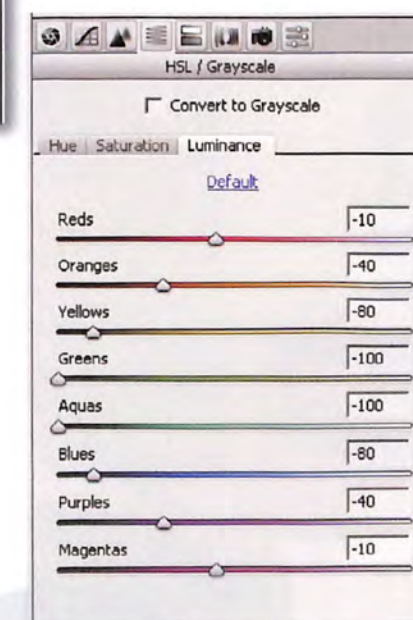 HSL / Grayscale
Convert to Grayscale
Hue Saturation Luminance
Default
Reds -10
Oranges -40
Yellows -80
Greens -100
Aquas -100
Blues -80
Purples -40
Magentas -10